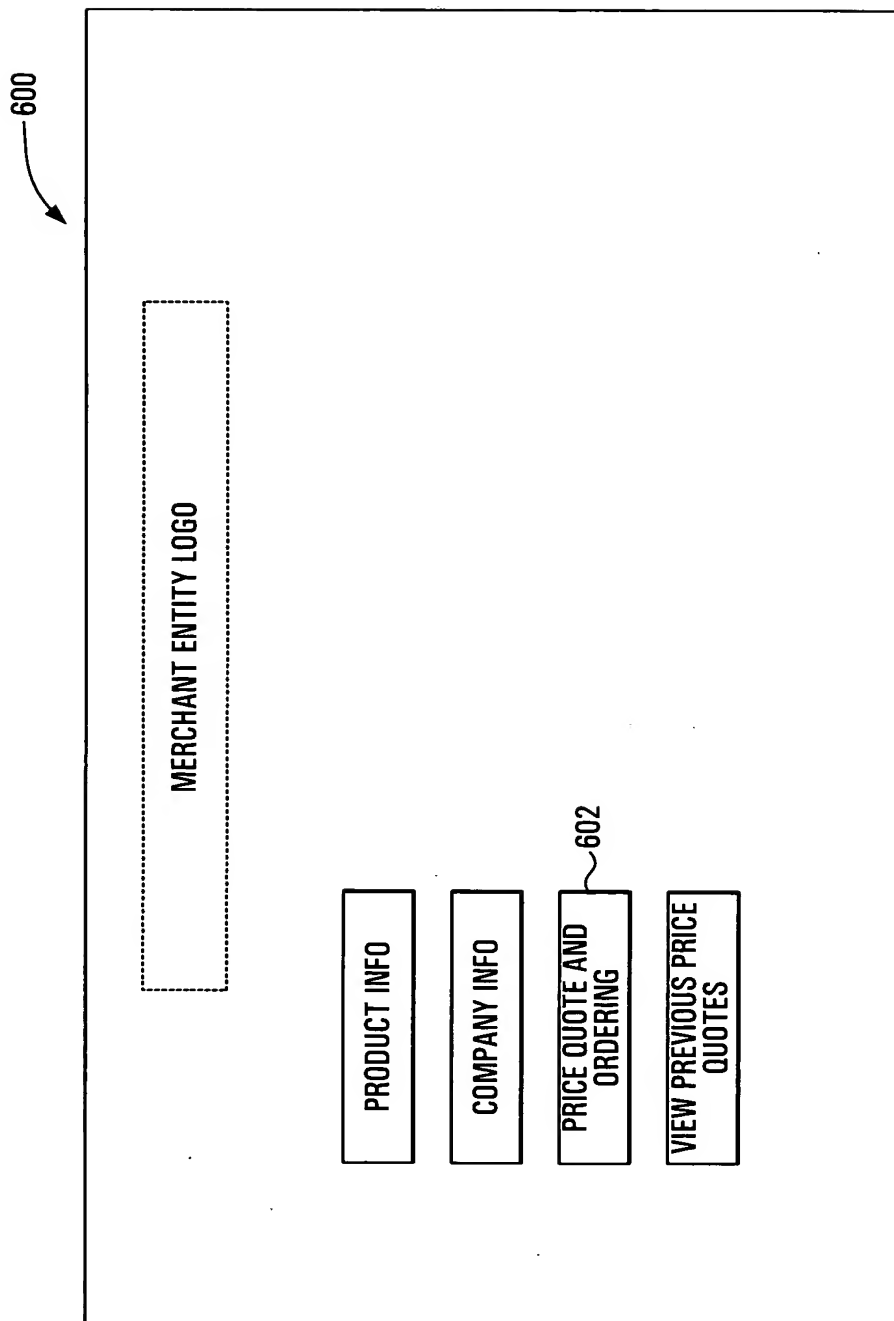 600
MERCHANT ENTITY LOGO
PRODUCT INFO
COMPANY INFO
PRICE QUOTE AND
ORDERING
602
VIEW PREVIOUS PRICE
QUOTES